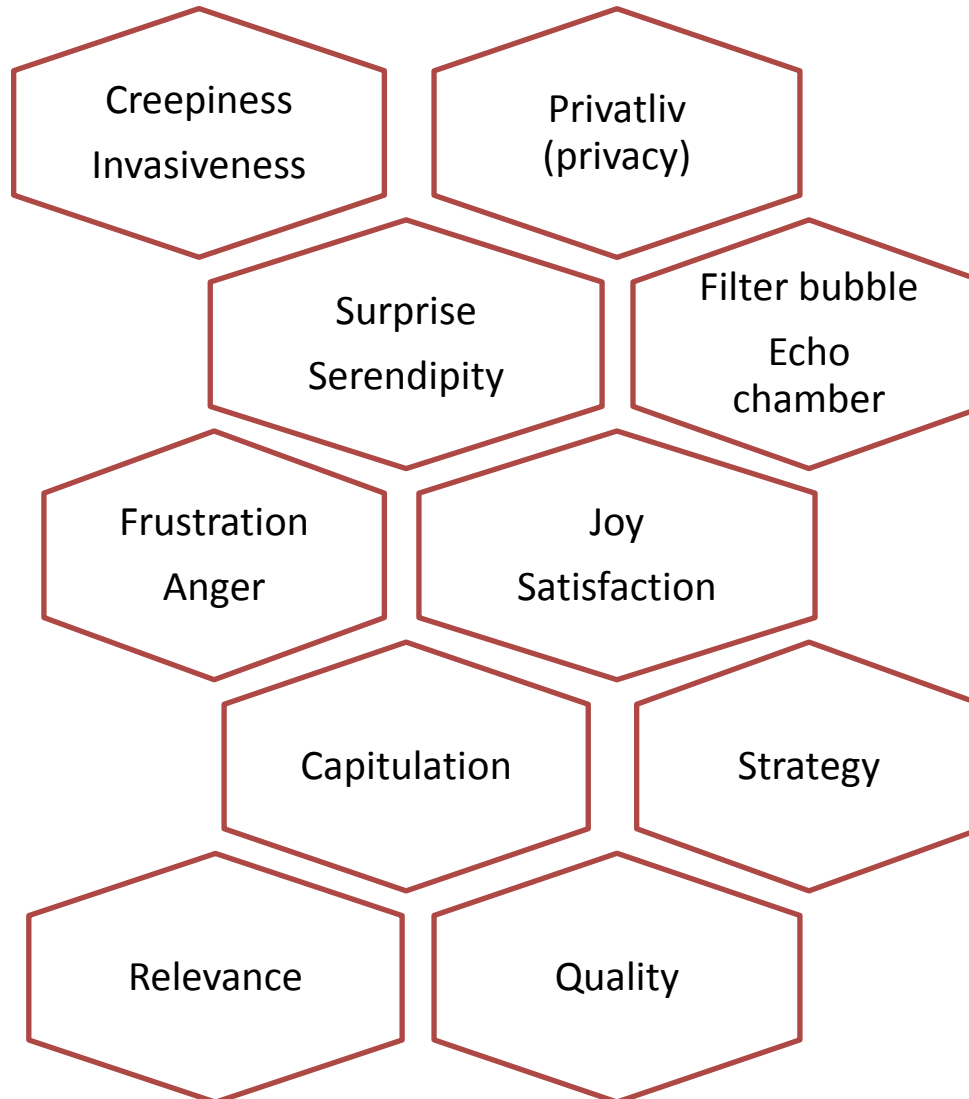 Creepiness
Invasiveness
Privatliv
(privacy)
Surprise
Serendipity
Filter bubble
Echo
chamber
Frustration
Anger
Joy
Satisfaction
Capitulation
Strategy
Relevance
Quality